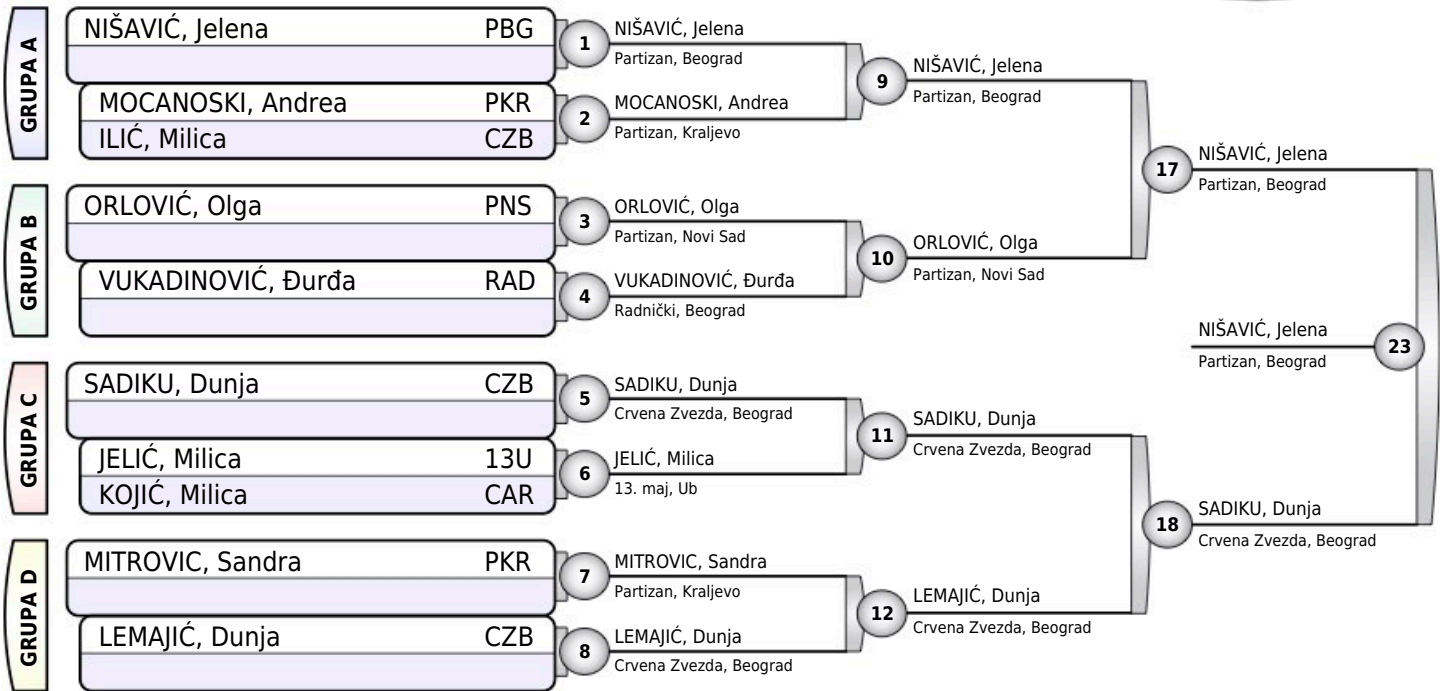 GRUPA A
NIŠAVIĆ, Jelena PBG
MOCANOSKI, Andrea PKR
ILIĆ, Milica CZB
GRUPA B
ORLOVIĆ, Olga PNS
VUKADINOVIĆ, Đurđa RAD
GRUPA C
SADIKU, Dunja CZB
JELIĆ, Milica 13U
KOJIĆ, Milica CAR
GRUPA D
MITROVIC, Sandra PKR
LEMAJIĆ, Dunja CZB
1
NIŠAVIĆ, Jelena
Partizan, Beograd
2
MOCANOSKI, Andrea
Partizan, Kraljevo
3
ORLOVIĆ, Olga
Partizan, Novi Sad
4
VUKADINOVIĆ, Đurđa
Radnički, Beograd
5
SADIKU, Dunja
Crvena Zvezda, Beograd
6
JELIĆ, Milica
13. maj, Ub
7
MITROVIC, Sandra
Partizan, Kraljevo
8
LEMAJIĆ, Dunja
Crvena Zvezda, Beograd
9
NIŠAVIĆ, Jelena
Partizan, Beograd
10
ORLOVIĆ, Olga
Partizan, Novi Sad
11
SADIKU, Dunja
Crvena Zvezda, Beograd
12
LEMAJIĆ, Dunja
Crvena Zvezda, Beograd
17
NIŠAVIĆ, Jelena
Partizan, Beograd
18
SADIKU, Dunja
Crvena Zvezda, Beograd
NIŠAVIĆ, Jelena
Partizan, Beograd
23